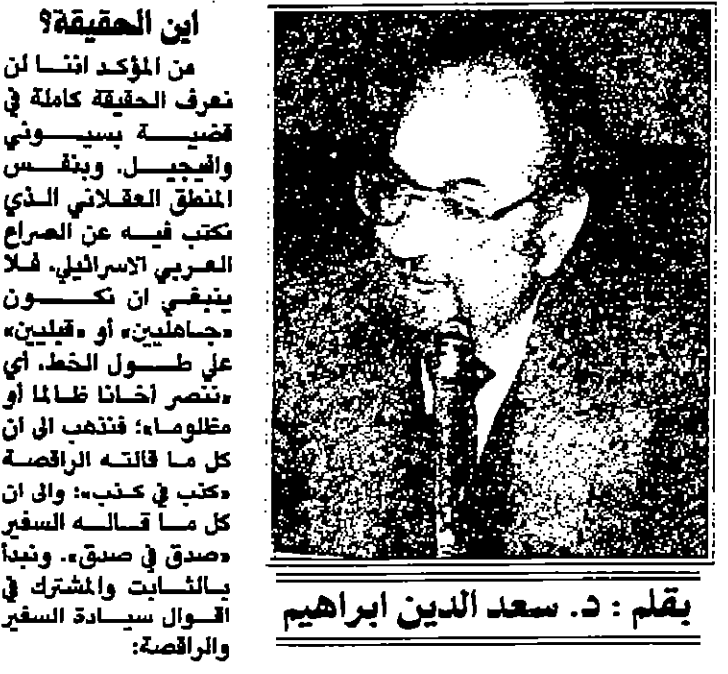 اين الحقيقة؟
من المؤكد اننا لن
نعرف الحقيقة كاملة في
قضية بسيوني
وافيجيل. وبنفس
المنطق العقلاني الذي
نكتب فيه عن الصراع
العربي الاسرائيلي. فلا
ينبغي ان نكون
«جاهليين» أو «قبليين»
علي طول الخط. أي
«ننصر أخانا ظالما أو
مظلوما»؛ فنذهب الى ان
كل ما قالته الراقصة
«كذب في كذب»؛ والى ان
كل ما قاله السفير
«صدق في صدق». ونبدأ
بالثابت والمشترك في
اقوال سيادة السفير
والراقصة:
بقلم : د. سعد الدين ابراهيم